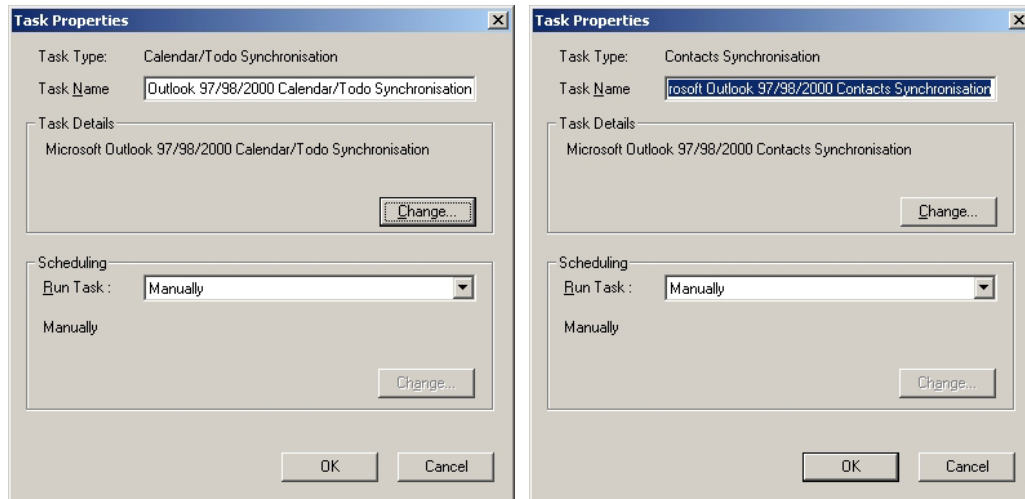 Task Properties
Task Type: Calendar/Todo Synchronisation
Task Name Outlook 97/98/2000 Calendar/Todo Synchronisation
Task Details
Microsoft Outlook 97/98/2000 Calendar/Todo Synchronisation
Change...
Scheduling
Run Task : Manually
Manually
Change...
OK Cancel
Task Properties
Task Type: Contacts Synchronisation
Task Name rosoft Outlook 97/98/2000 Contacts Synchronisation
Task Details
Microsoft Outlook 97/98/2000 Contacts Synchronisation
Change...
Scheduling
Run Task : Manually
Manually
Change...
OK Cancel